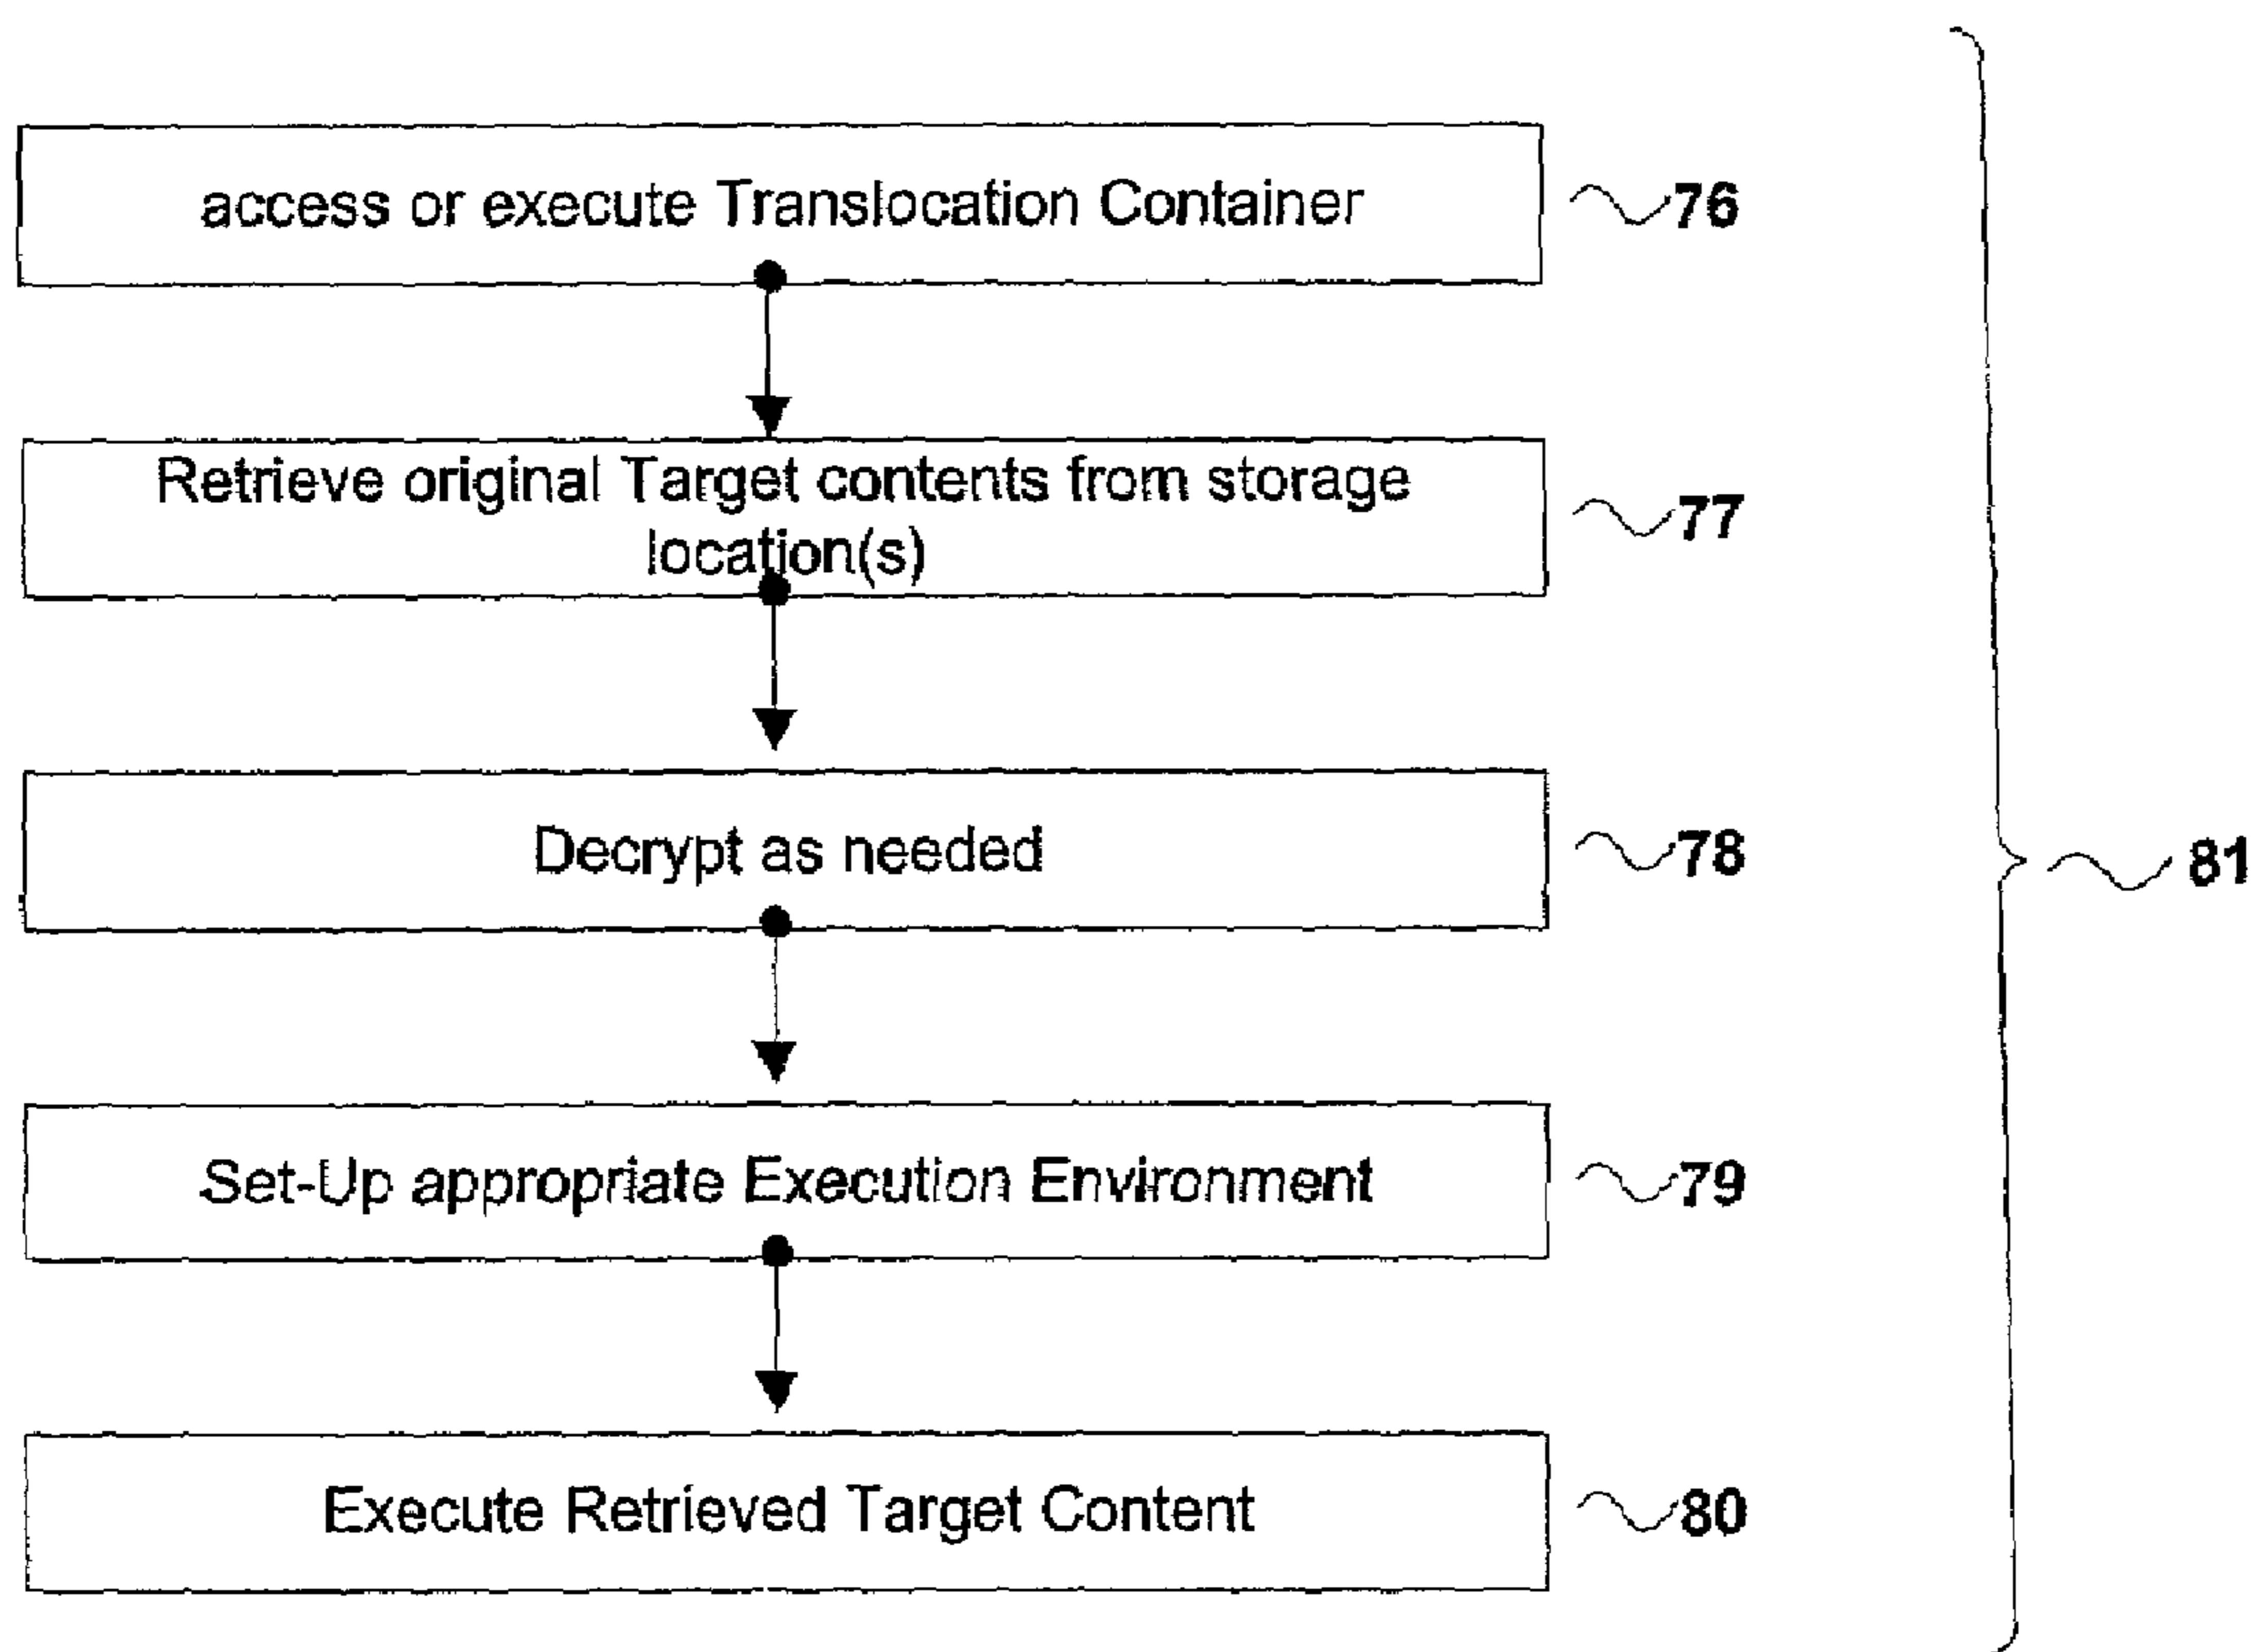 access or execute Translocation Container
76
Retrieve original Target contents from storage
location(s)
77
Decrypt as needed
78
81
Set-Up appropriate Execution Environment
79
Execute Retrieved Target Content
80